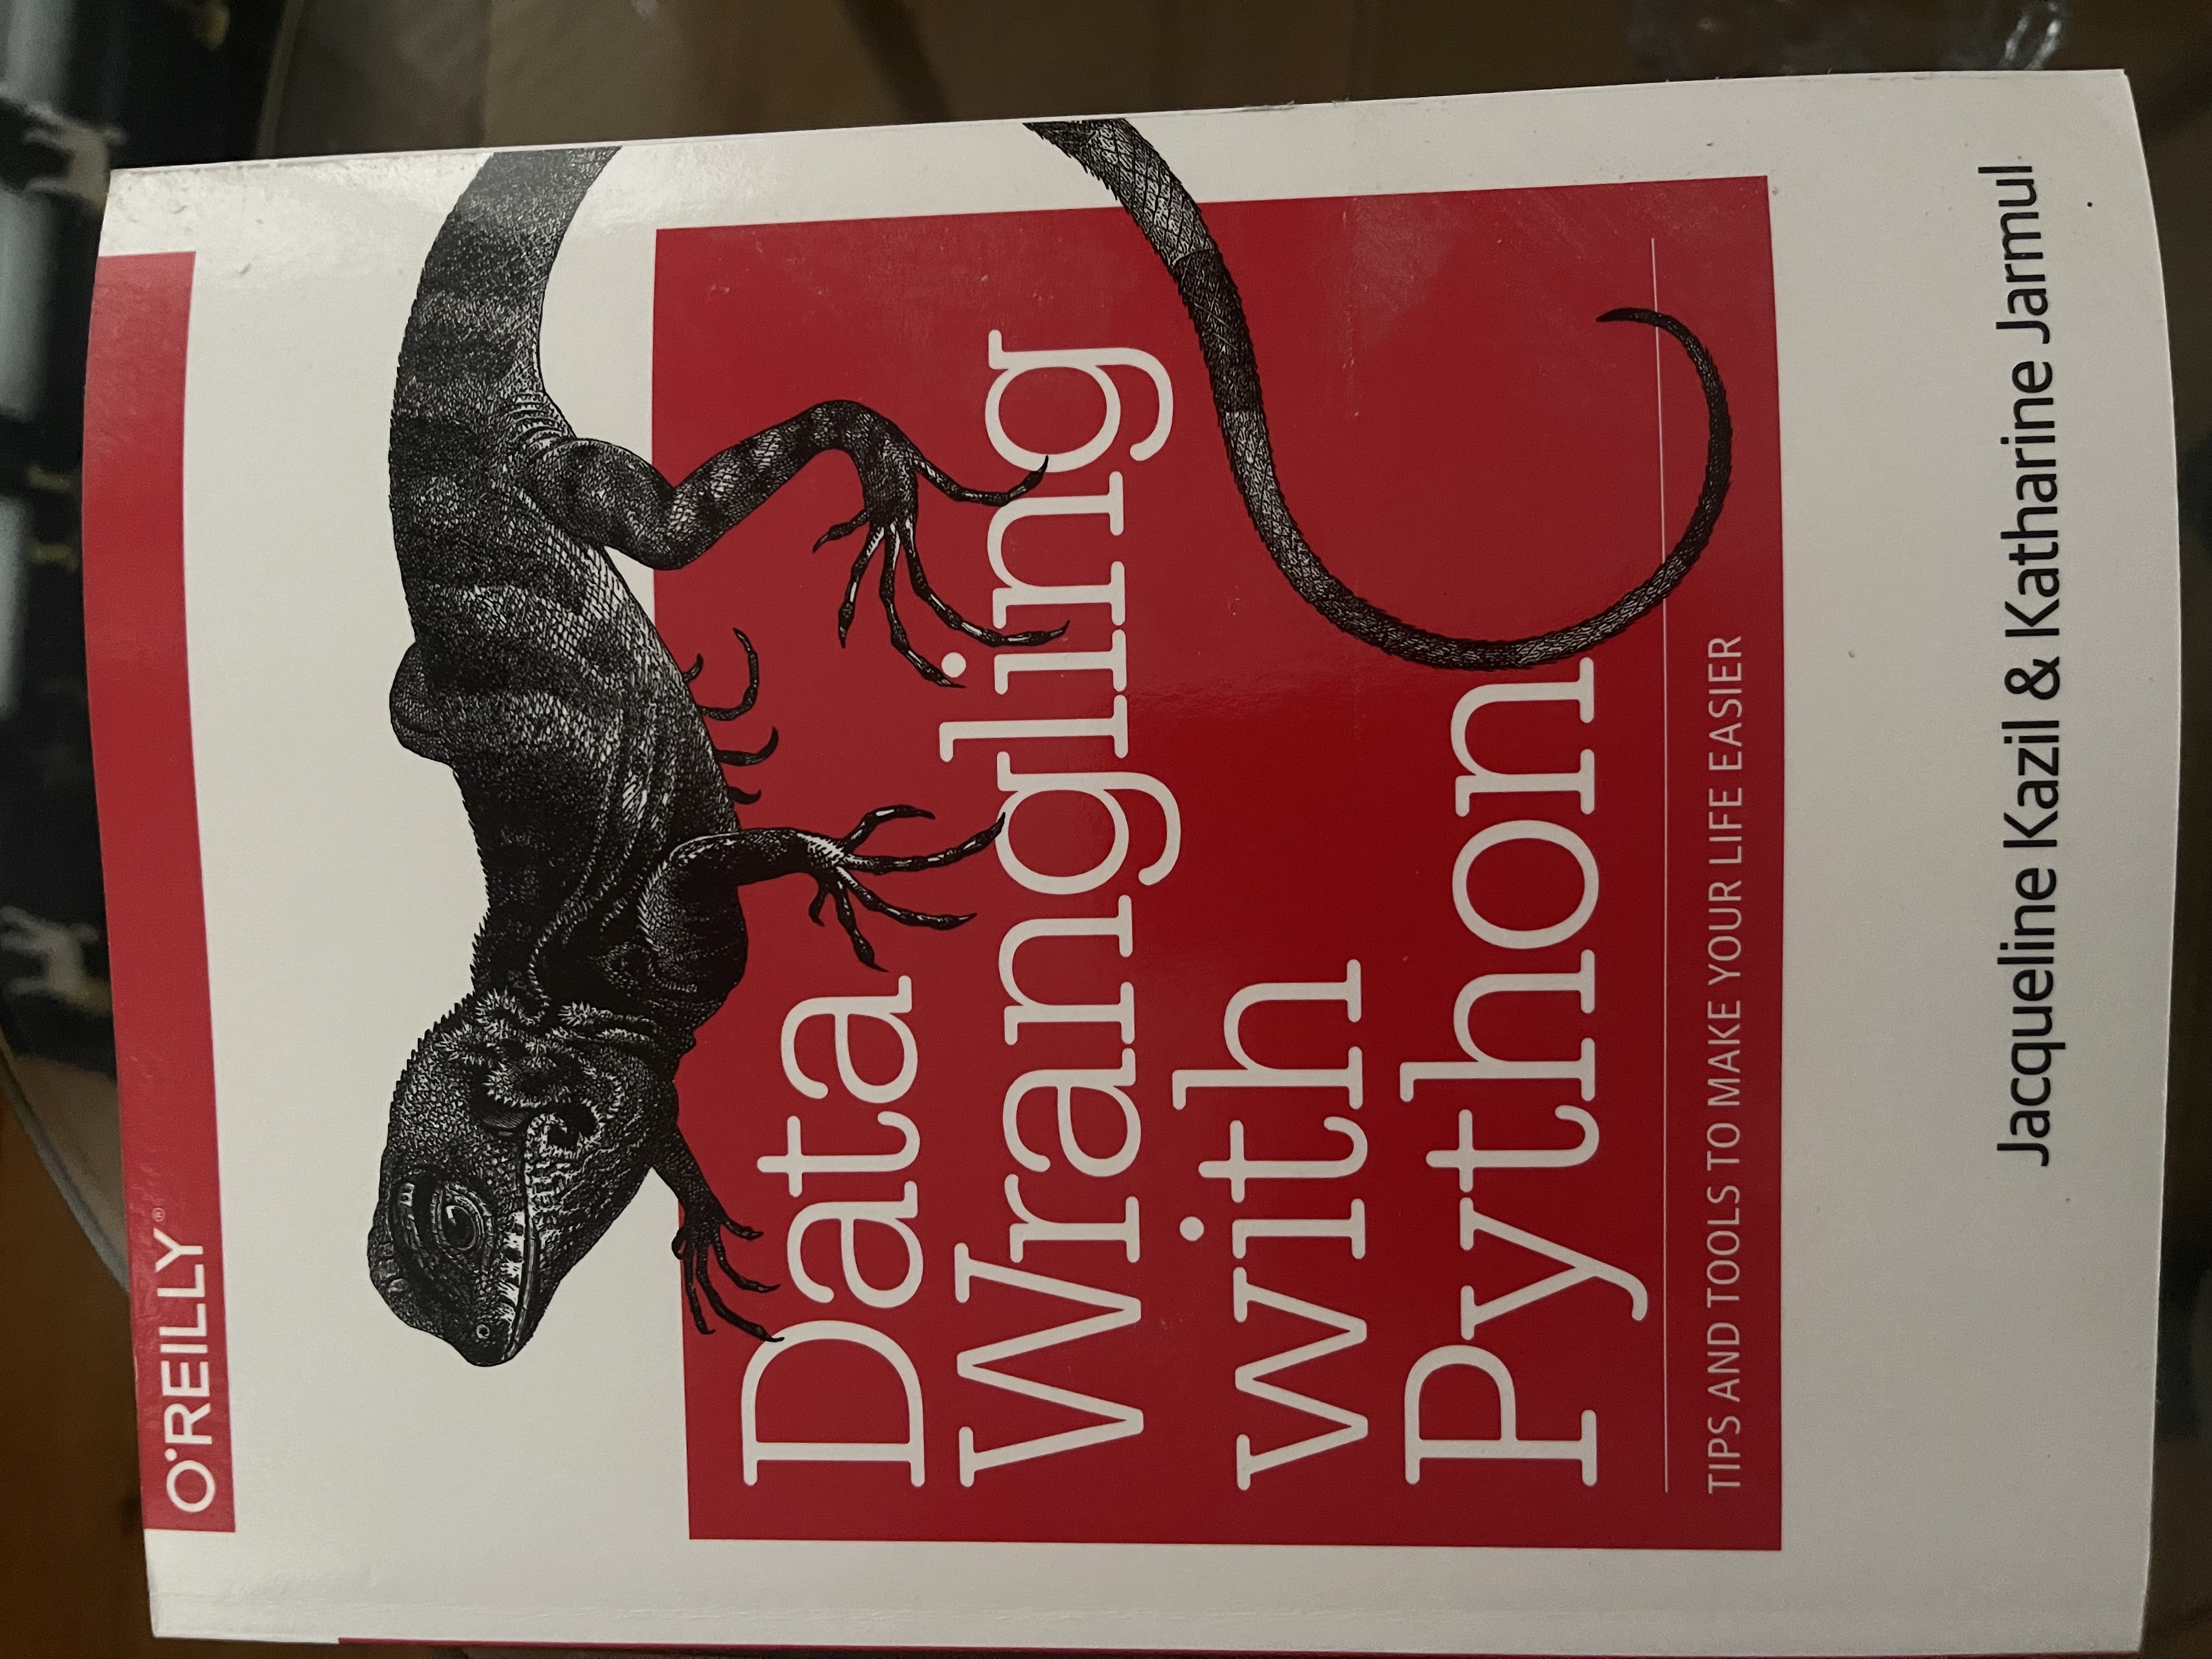 O'REILLY®
Data
Wrangling
with
Python
TIPS AND TOOLS TO MAKE YOUR LIFE EASIER
Jacqueline Kazil & Katharine Jarmul